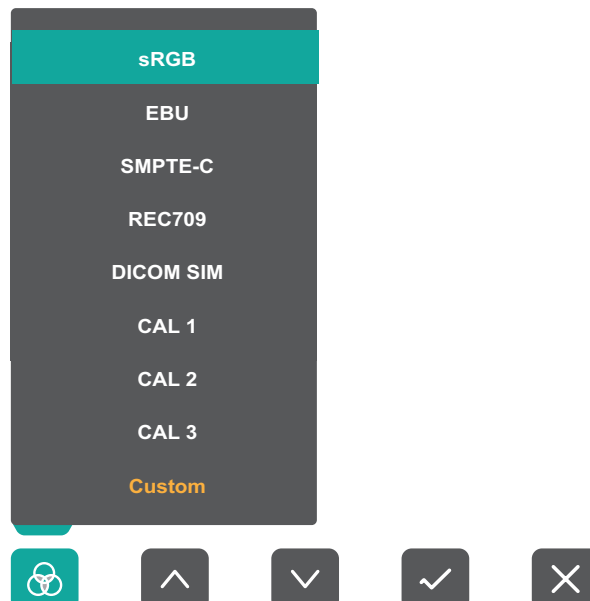 sRGB
EBU
SMPTE-C
REC709
DICOM SIM
CAL 1
CAL 2
CAL 3
Custom